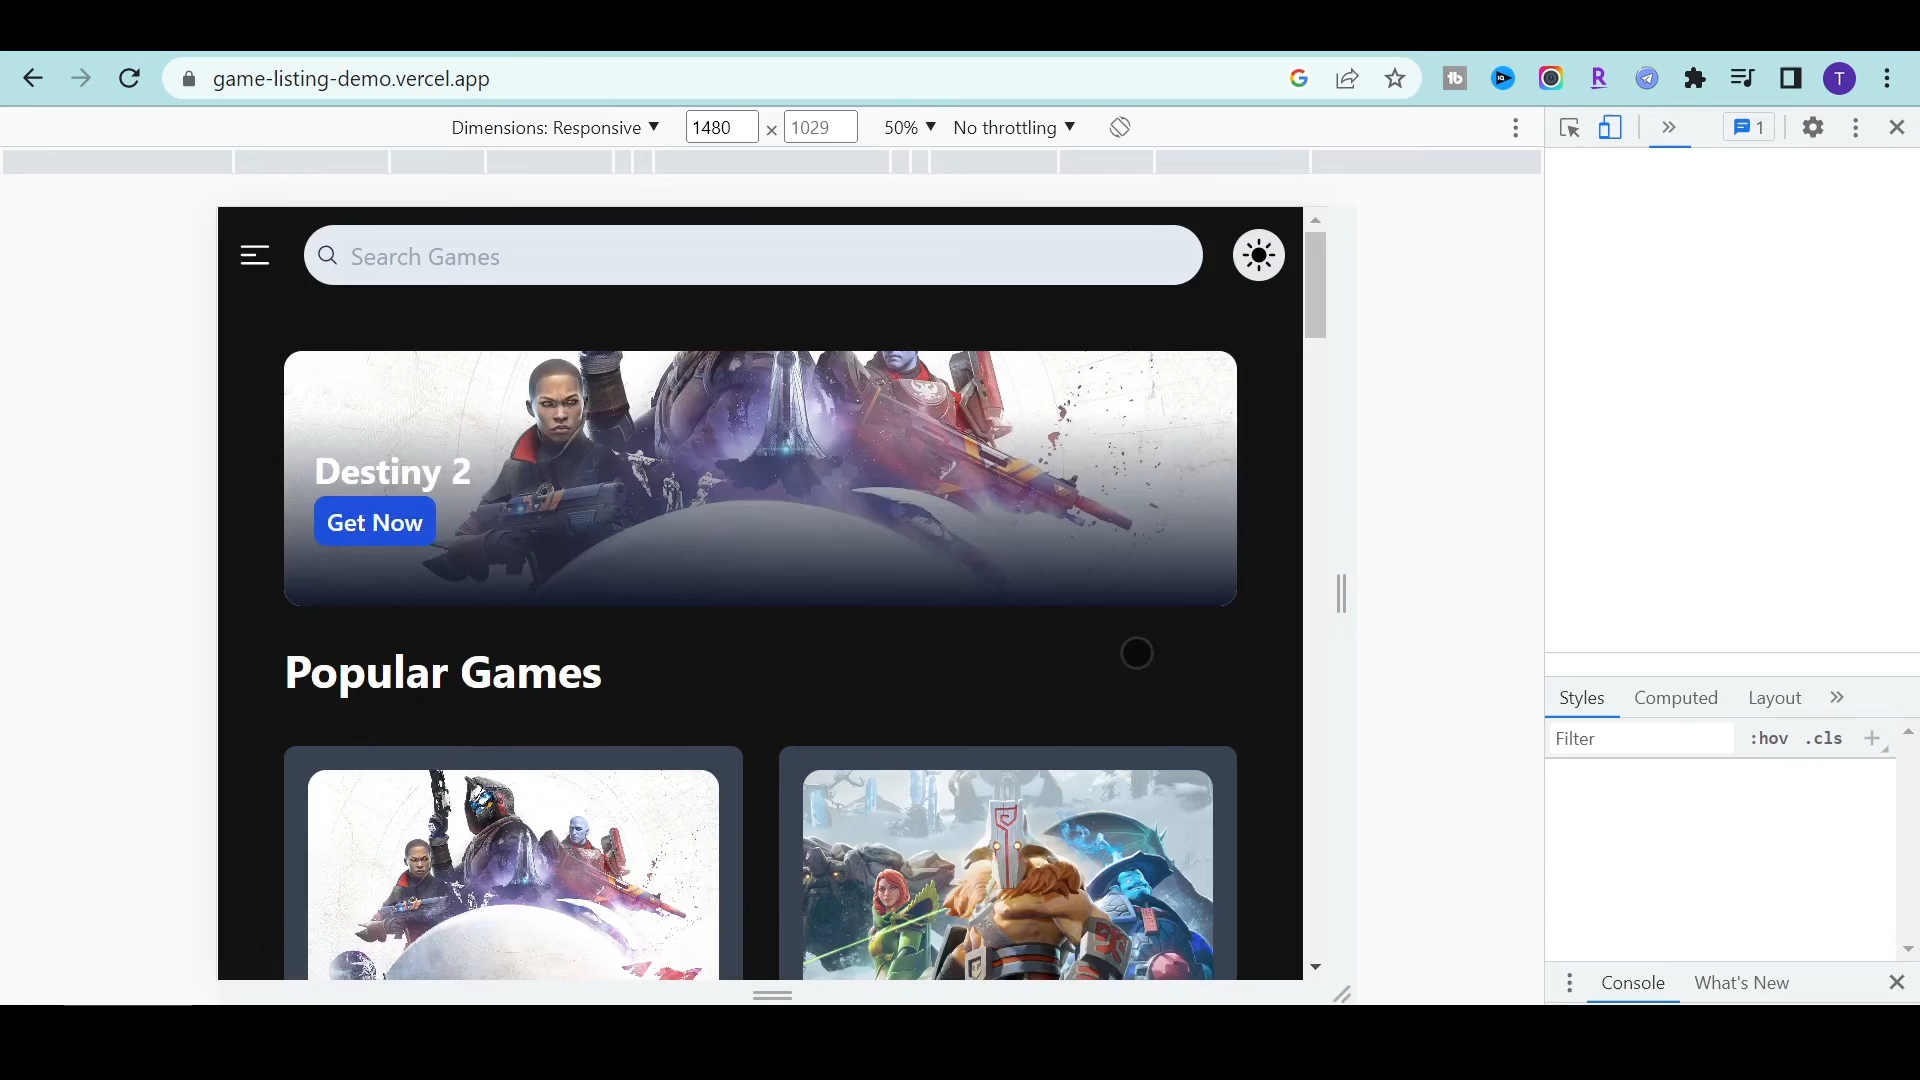 game-listing-demo.vercel.app
T
Dimensions: Responsive
1480 × 1029
50%
No throttling
1
Search Games
Destiny 2
Get Now
Popular Games
Styles
Computed
Layout
Filter
:hov
.cls
Console
What's New